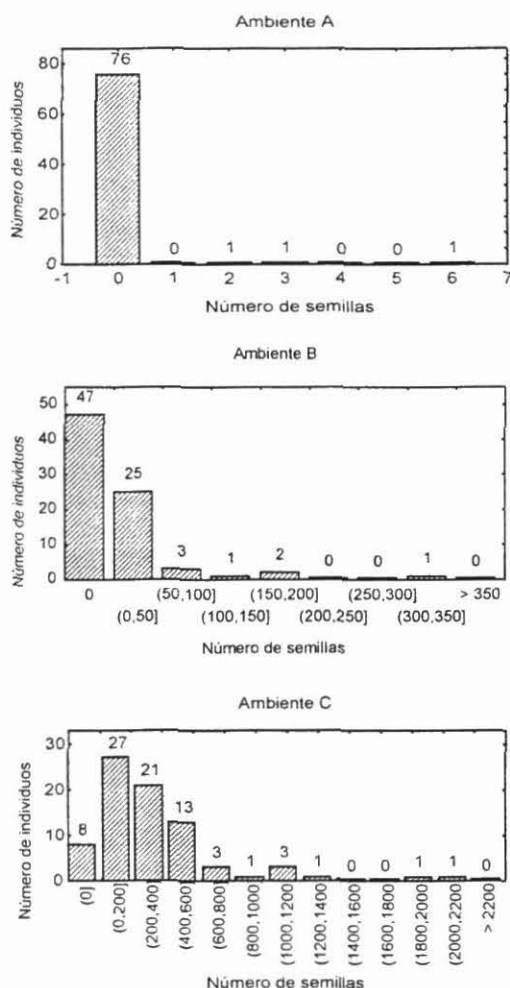 Ambiente A
Número de individuos
80
60
40
20
0
76 0 1 1 0 0 1
-1 0 1 2 3 4 5 6 7
Número de semillas
Ambiente B
Número de individuos
50
40
30
20
10
0
47 25 3 1 2 0 0 1 0
0 (50,100] (150,200] (250,300] > 350
(0,50] (100,150] (200,250] (300,350]
Número de semillas
Ambiente C
Número de individuos
30
20
10
0
8 27 21 13 3 1 3 1 0 0 1 1 0
[0]
(0,200]
(200,400]
(400,600]
(600,800]
(800,1000]
(1000,1200]
(1200,1400]
(1400,1600]
(1600,1800]
(1800,2000]
(2000,2200]
> 2200
Número de semillas